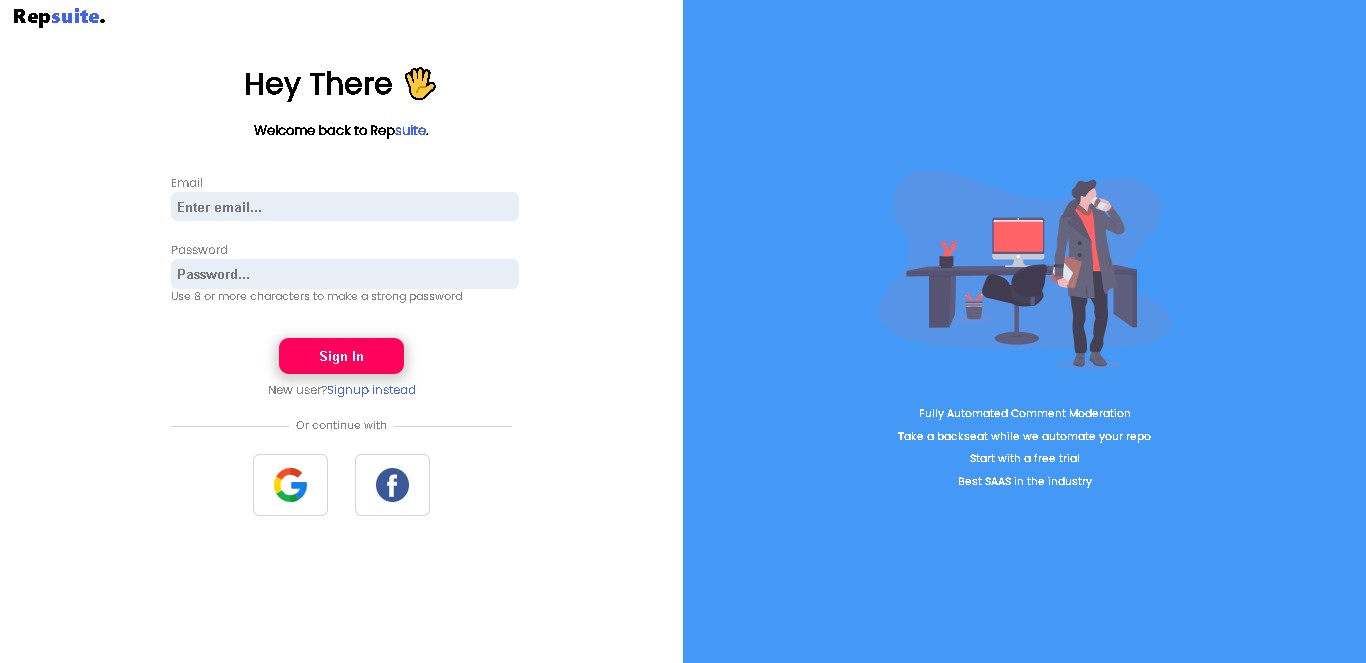 Repsuite.
Hey There
Welcome back to Repsuite.
Email
Enter email...
Password
Password...
Use 8 or more characters to make a strong password
Sign In
New user?Signup instead
Or continue with
Fully Automated Comment Moderation
Take a backseat while we automate your repo
Start with a free trial
Best SAAS in the industry